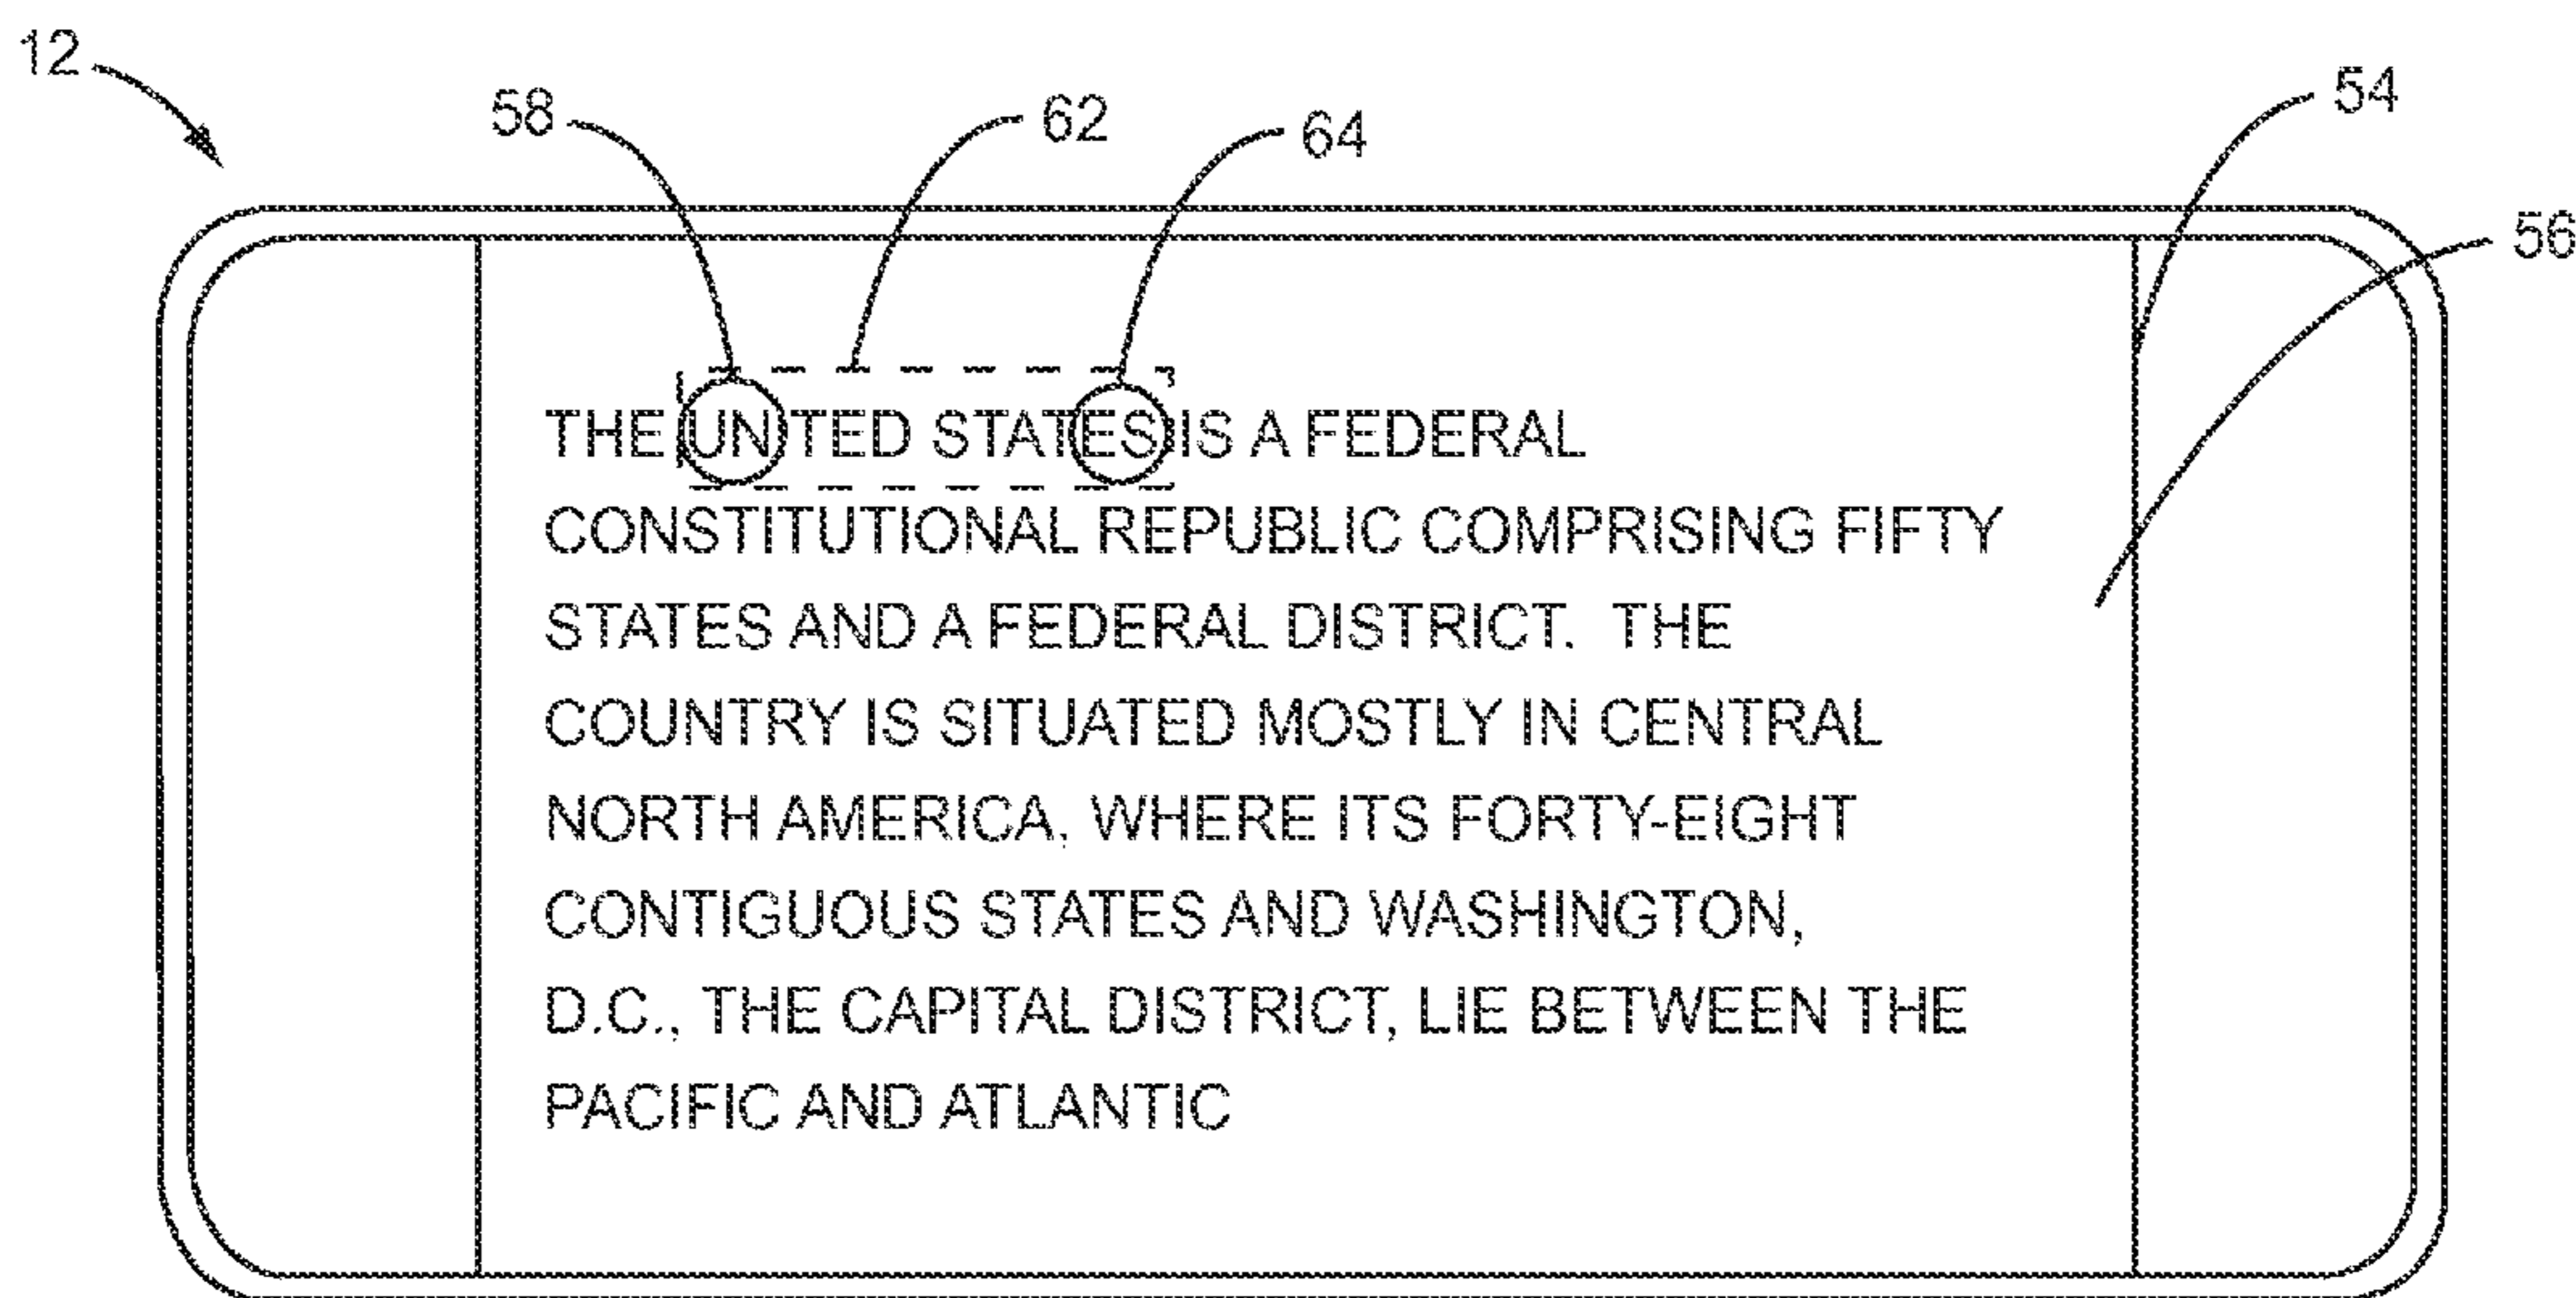 12
58
62
64
54
56
THE UNITED STATES IS A FEDERAL
CONSTITUTIONAL REPUBLIC COMPRISING FIFTY
STATES AND A FEDERAL DISTRICT. THE
COUNTRY IS SITUATED MOSTLY IN CENTRAL
NORTH AMERICA, WHERE ITS FORTY-EIGHT
CONTIGUOUS STATES AND WASHINGTON,
D.C., THE CAPITAL DISTRICT, LIE BETWEEN THE
PACIFIC AND ATLANTIC